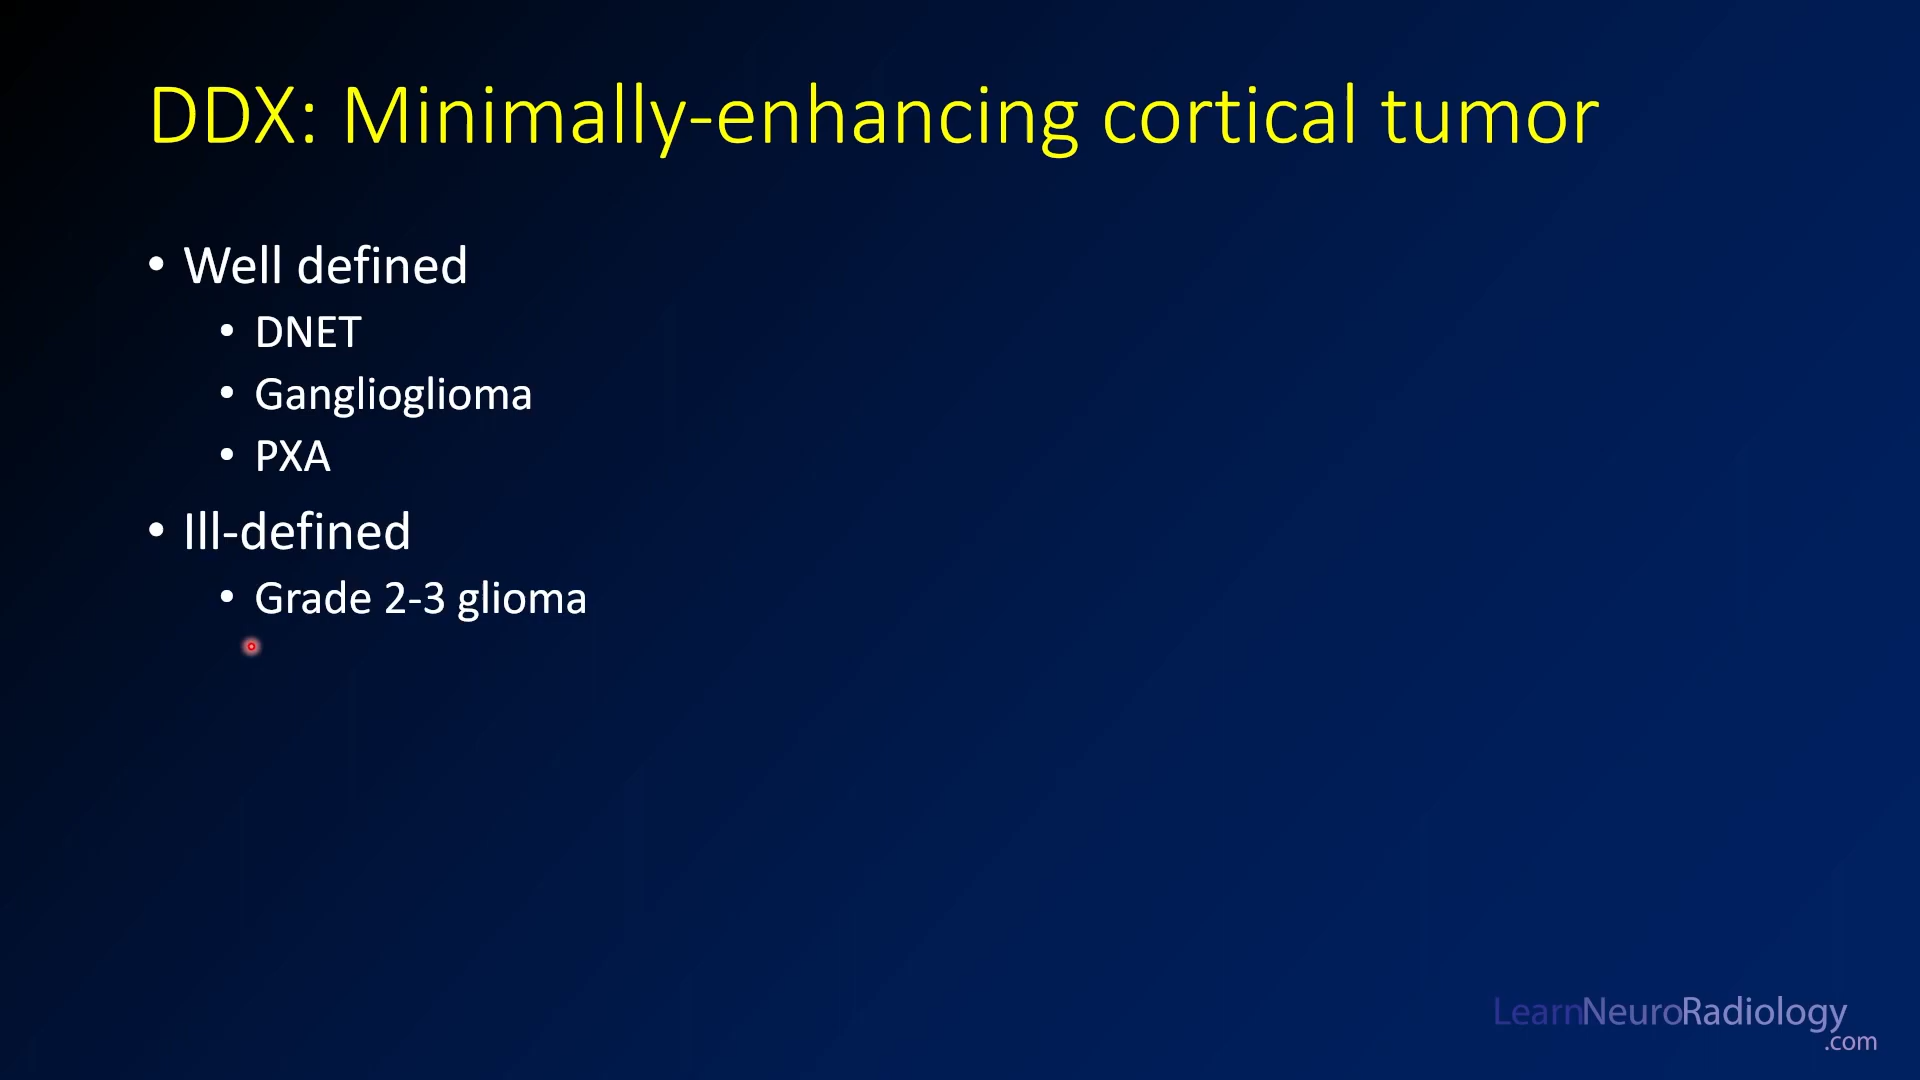 DDX: Minimally-enhancing cortical tumor
• Well defined
• DNET
• Ganglioglioma
• PXA
• Ill-defined
• Grade 2-3 glioma
LearnNeuroRadiology
.com